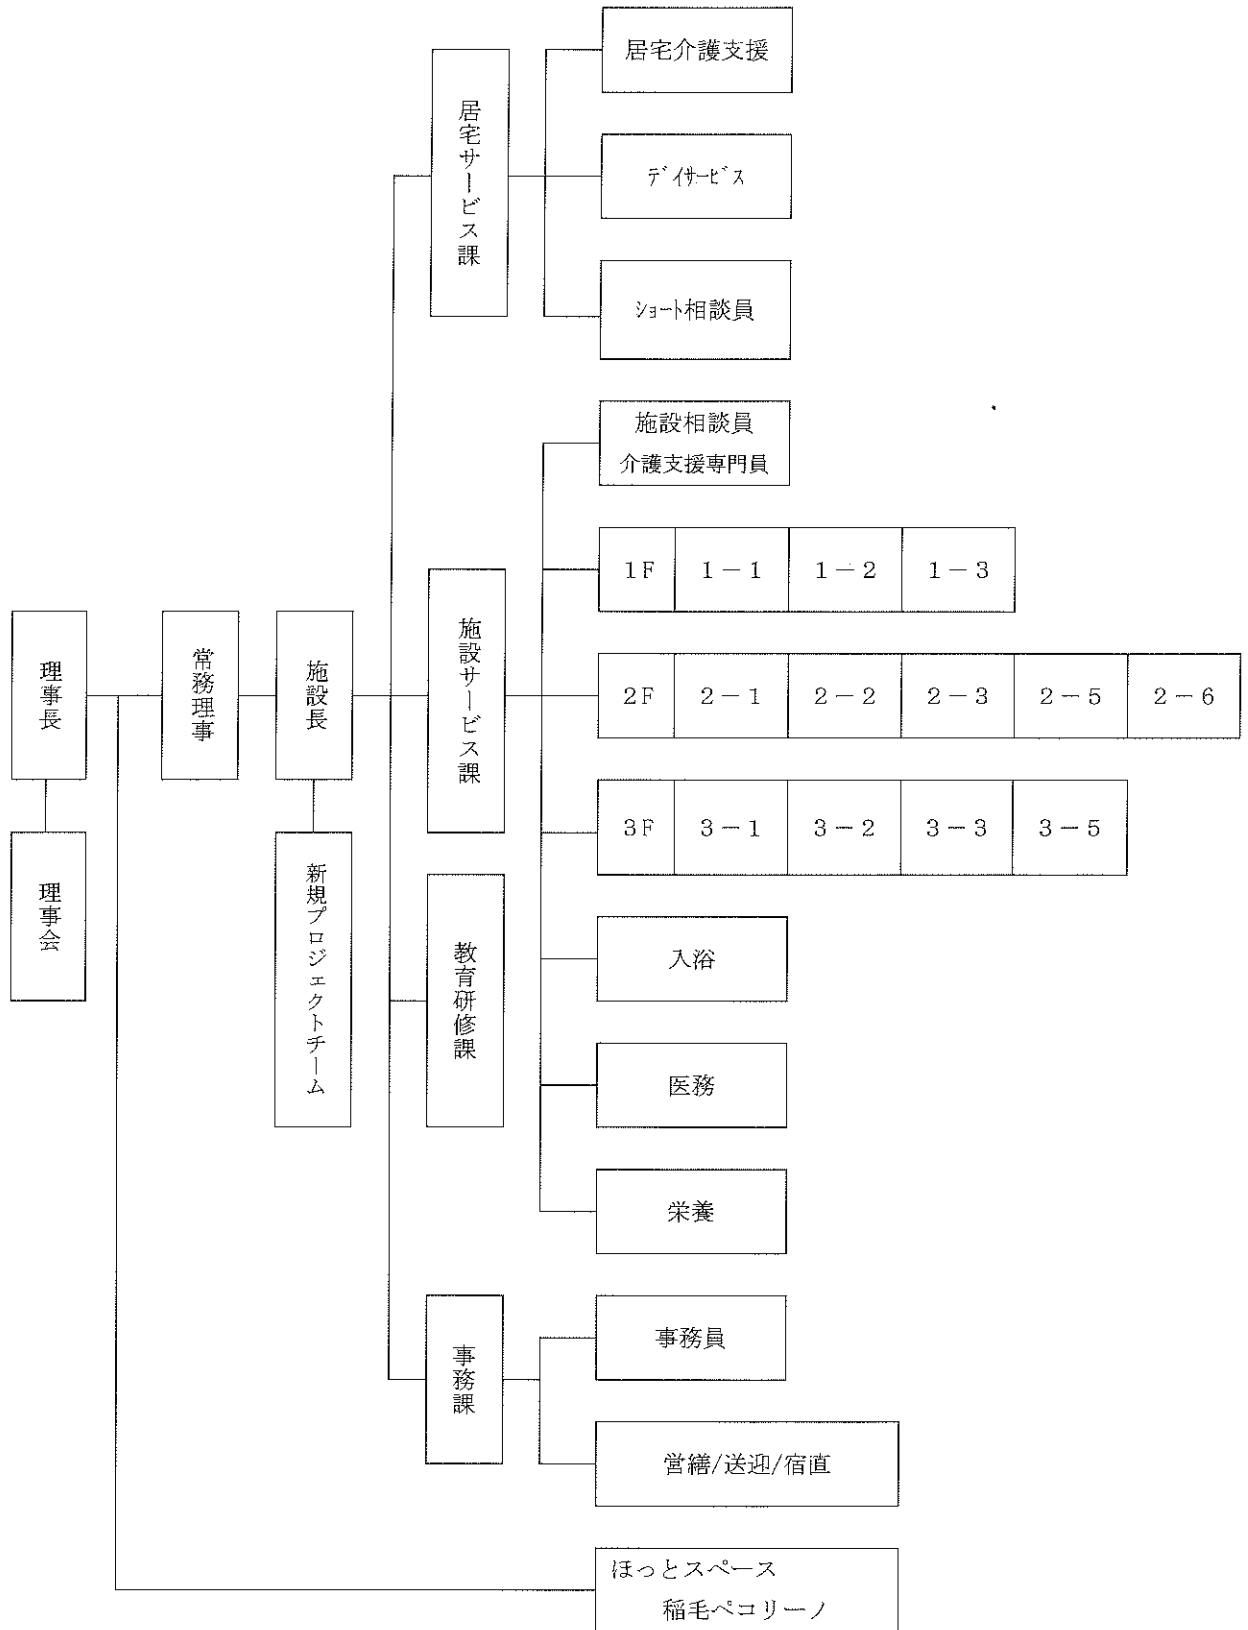 居宅介護支援
居宅サービス課
ﾃﾞｲｻｰﾋﾞｽ
ｼｮｰﾄ相談員
施設相談員
介護支援専門員
１F １－１ １－２ １－３
理事長
常務理事
施設長
施設サービス課
２F ２－１ ２－２ ２－３ ２－５ ２－６
３F ３－１ ３－２ ３－３ ３－５
理事会
新規プロジェクトチーム
教育研修課
入浴
医務
栄養
事務課
事務員
営繕/送迎/宿直
ほっとスペース
稲毛ペコリーノ